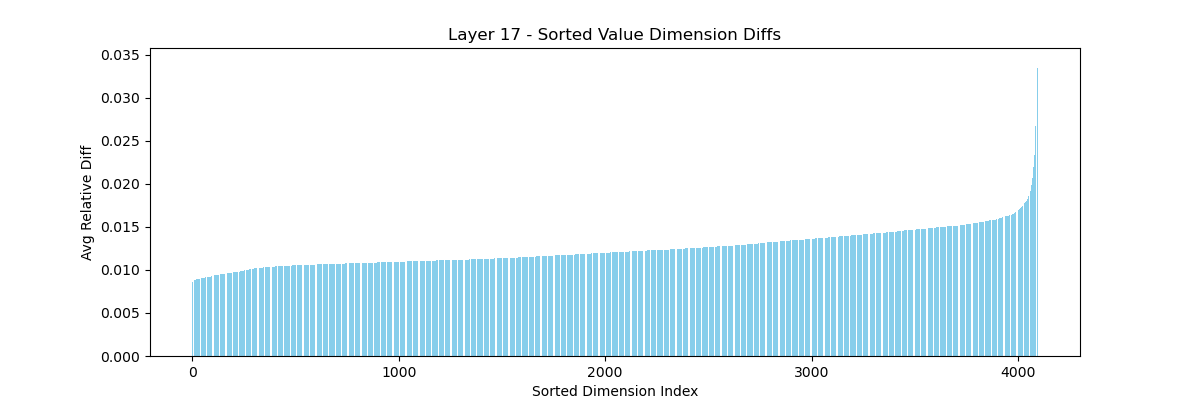 Layer 17 - Sorted Value Dimension Diffs
Avg Relative Diff
0.035
0.030
0.025
0.020
0.015
0.010
0.005
0.000
0 1000 2000 3000 4000
Sorted Dimension Index